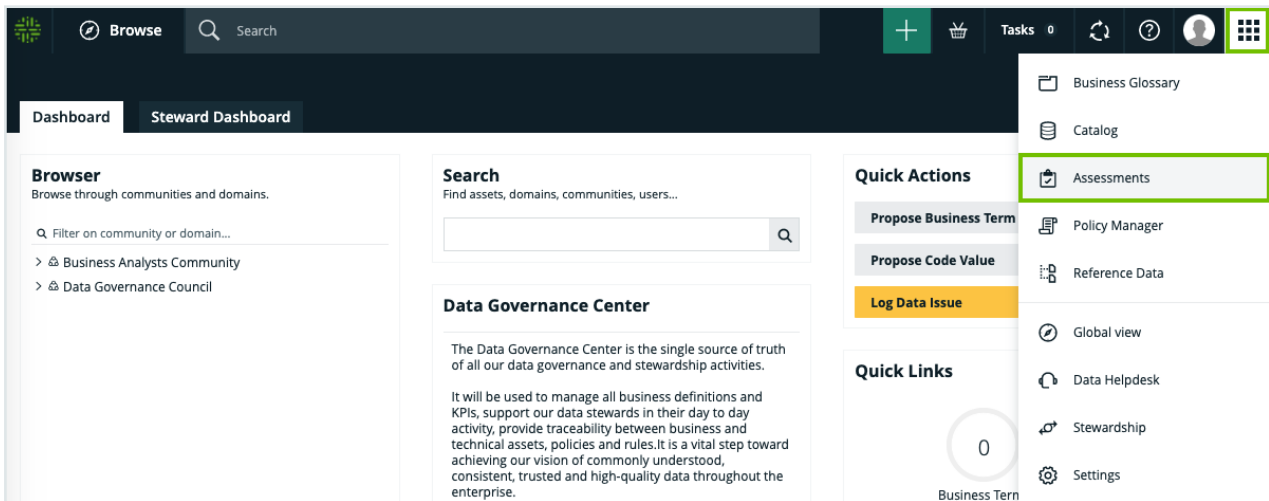 Browse
Search
Tasks 0
Dashboard
Steward Dashboard
Browser
Browse through communities and domains.
Filter on community or domain...
Business Analysts Community
Data Governance Council
Search
Find assets, domains, communities, users...
Data Governance Center
The Data Governance Center is the single source of truth
of all our data governance and stewardship activities.
It will be used to manage all business definitions and
KPIs, support our data stewards in their day to day
activity, provide traceability between business and
technical assets, policies and rules.It is a vital step toward
achieving our vision of commonly understood,
consistent, trusted and high-quality data throughout the
enterprise.
Quick Actions
Propose Business Term
Propose Code Value
Log Data Issue
Quick Links
0
Business Tern
Business Glossary
Catalog
Assessments
Policy Manager
Reference Data
Global view
Data Helpdesk
Stewardship
Settings